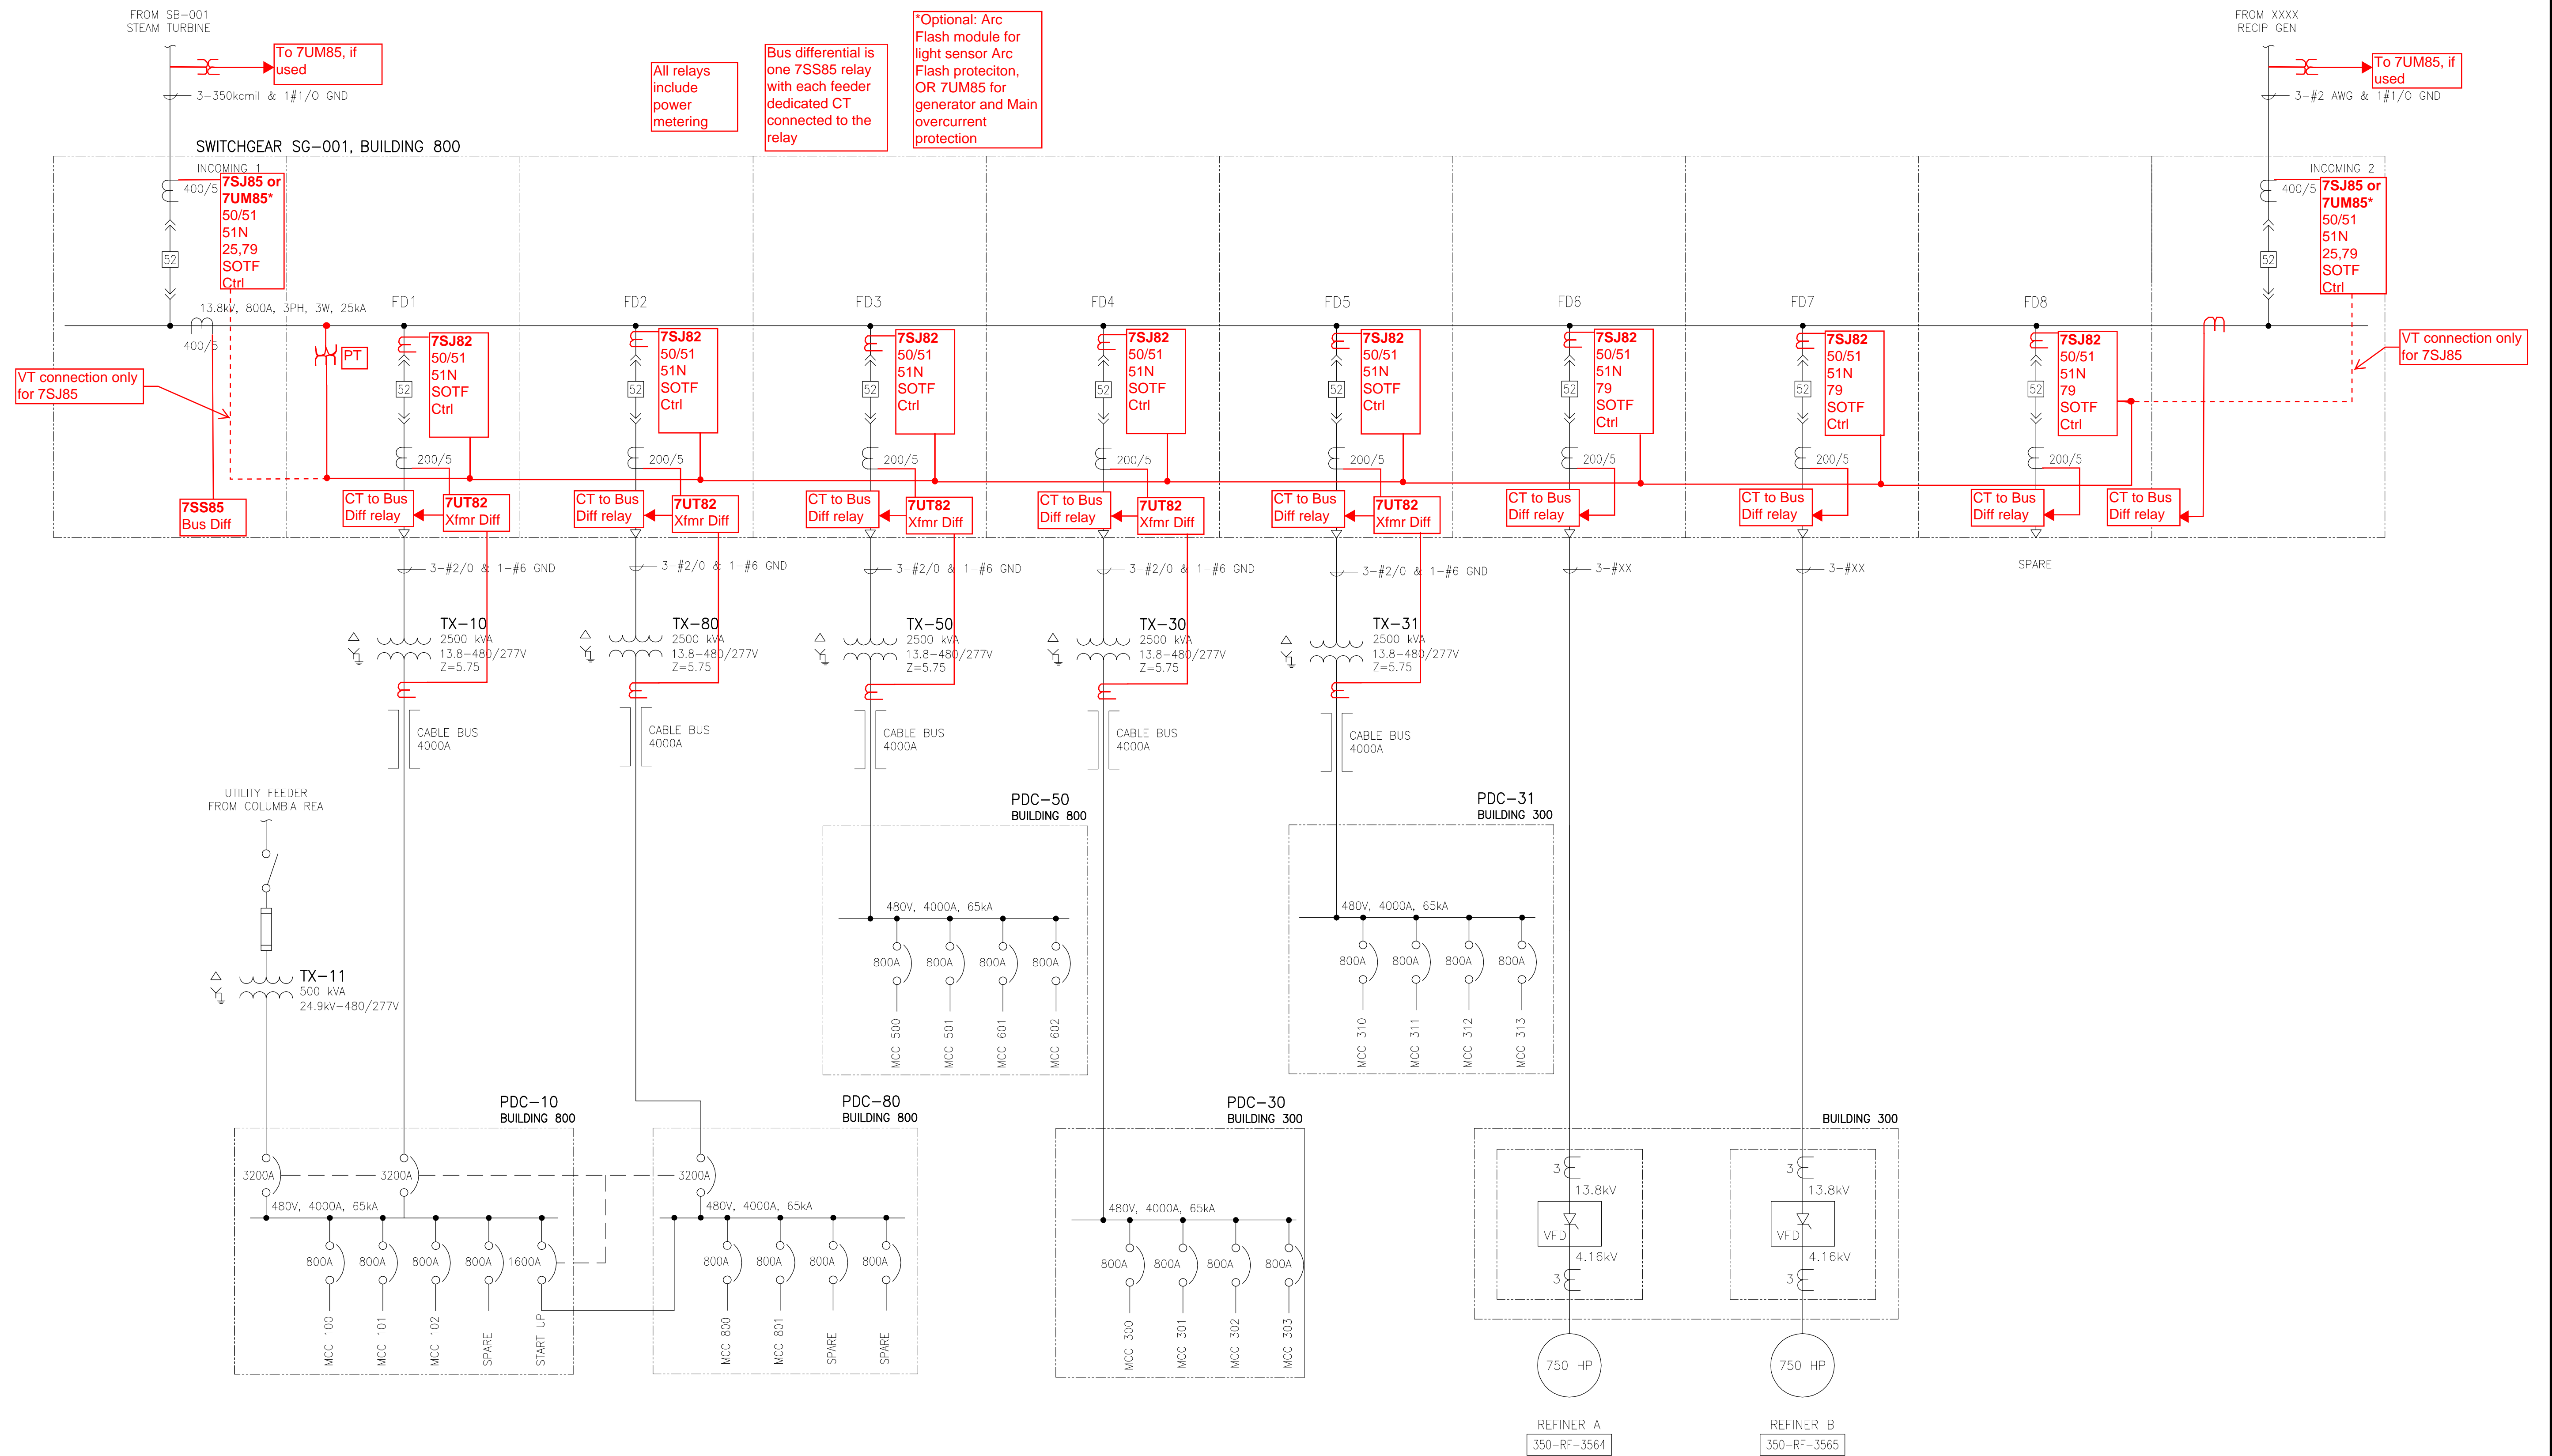 FROM SB-001
STEAM TURBINE
To 7UM85, if
used
3-350kcmil & 1#1/0 GND
All relays
include
power
metering
Bus differential is
one 7SS85 relay
with each feeder
dedicated CT
connected to the
relay
*Optional: Arc
Flash module for
light sensor Arc
Flash proteciton,
OR 7UM85 for
generator and Main
overcurrent
protection
FROM XXXX
RECIP GEN
To 7UM85, if
used
3-#2 AWG & 1#1/0 GND
SWITCHGEAR SG-001, BUILDING 800
INCOMING 1
400/5
7SJ85 or
7UM85*
50/51
51N
25,79
SOTF
Ctrl
52
13.8kV, 800A, 3PH, 3W, 25kA
400/5
INCOMING 2
400/5
7SJ85 or
7UM85*
50/51
51N
25,79
SOTF
Ctrl
52
VT connection only
for 7SJ85
VT connection only
for 7SJ85
PT
7SS85
Bus Diff
FD1
7SJ82
50/51
51N
SOTF
Ctrl
52
200/5
CT to Bus
Diff relay
7UT82
Xfmr Diff
FD2
7SJ82
50/51
51N
SOTF
Ctrl
52
200/5
CT to Bus
Diff relay
7UT82
Xfmr Diff
FD3
7SJ82
50/51
51N
SOTF
Ctrl
52
200/5
CT to Bus
Diff relay
7UT82
Xfmr Diff
FD4
7SJ82
50/51
51N
SOTF
Ctrl
52
200/5
CT to Bus
Diff relay
7UT82
Xfmr Diff
FD5
7SJ82
50/51
51N
SOTF
Ctrl
52
200/5
CT to Bus
Diff relay
7UT82
Xfmr Diff
FD6
7SJ82
50/51
51N
79
SOTF
Ctrl
52
200/5
CT to Bus
Diff relay
FD7
7SJ82
50/51
51N
79
SOTF
Ctrl
52
200/5
CT to Bus
Diff relay
FD8
7SJ82
50/51
51N
79
SOTF
Ctrl
52
200/5
CT to Bus
Diff relay
CT to Bus
Diff relay
3-#2/0 & 1-#6 GND
3-#2/0 & 1-#6 GND
3-#2/0 & 1-#6 GND
3-#2/0 & 1-#6 GND
3-#2/0 & 1-#6 GND
3-#XX
3-#XX
SPARE
TX-10
2500 kVA
13.8-480/277V
Z=5.75
TX-80
2500 kVA
13.8-480/277V
Z=5.75
TX-50
2500 kVA
13.8-480/277V
Z=5.75
TX-30
2500 kVA
13.8-480/277V
Z=5.75
TX-31
2500 kVA
13.8-480/277V
Z=5.75
CABLE BUS
4000A
CABLE BUS
4000A
CABLE BUS
4000A
CABLE BUS
4000A
CABLE BUS
4000A
UTILITY FEEDER
FROM COLUMBIA REA
TX-11
500 kVA
24.9kV-480/277V
PDC-50
BUILDING 800
480V, 4000A, 65kA
800A
800A
800A
800A
MCC 500
MCC 501
MCC 601
MCC 602
PDC-31
BUILDING 300
480V, 4000A, 65kA
800A
800A
800A
800A
MCC 310
MCC 311
MCC 312
MCC 313
PDC-10
BUILDING 800
3200A
3200A
480V, 4000A, 65kA
800A
800A
800A
800A
1600A
MCC 100
MCC 101
MCC 102
SPARE
START UP
PDC-80
BUILDING 800
3200A
480V, 4000A, 65kA
800A
800A
800A
800A
MCC 800
MCC 801
SPARE
SPARE
PDC-30
BUILDING 300
480V, 4000A, 65kA
800A
800A
800A
800A
MCC 300
MCC 301
MCC 302
MCC 303
BUILDING 300
3
13.8kV
VFD
4.16kV
3
750 HP
REFINER A
350-RF-3564
3
13.8kV
VFD
4.16kV
3
750 HP
REFINER B
350-RF-3565